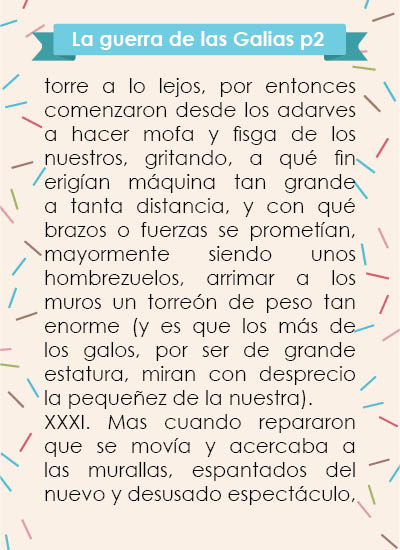 La guerra de las Galias p2
torre a lo lejos, por entonces
comenzaron desde los adarves
a hacer mofa y fisga de los
nuestros, gritando, a qué fin
erigían máquina tan grande
a tanta distancia, y con qué
brazos o fuerzas se prometían,
mayormente siendo unos
hombrezuelos, arrimar a los
muros un torreón de peso tan
enorme (y es que los más de
los galos, por ser de grande
estatura, miran con desprecio
la pequeñez de la nuestra).
XXXI. Mas cuando repararon
que se movía y acercaba a
las murallas, espantados del
nuevo y desusado espectáculo,